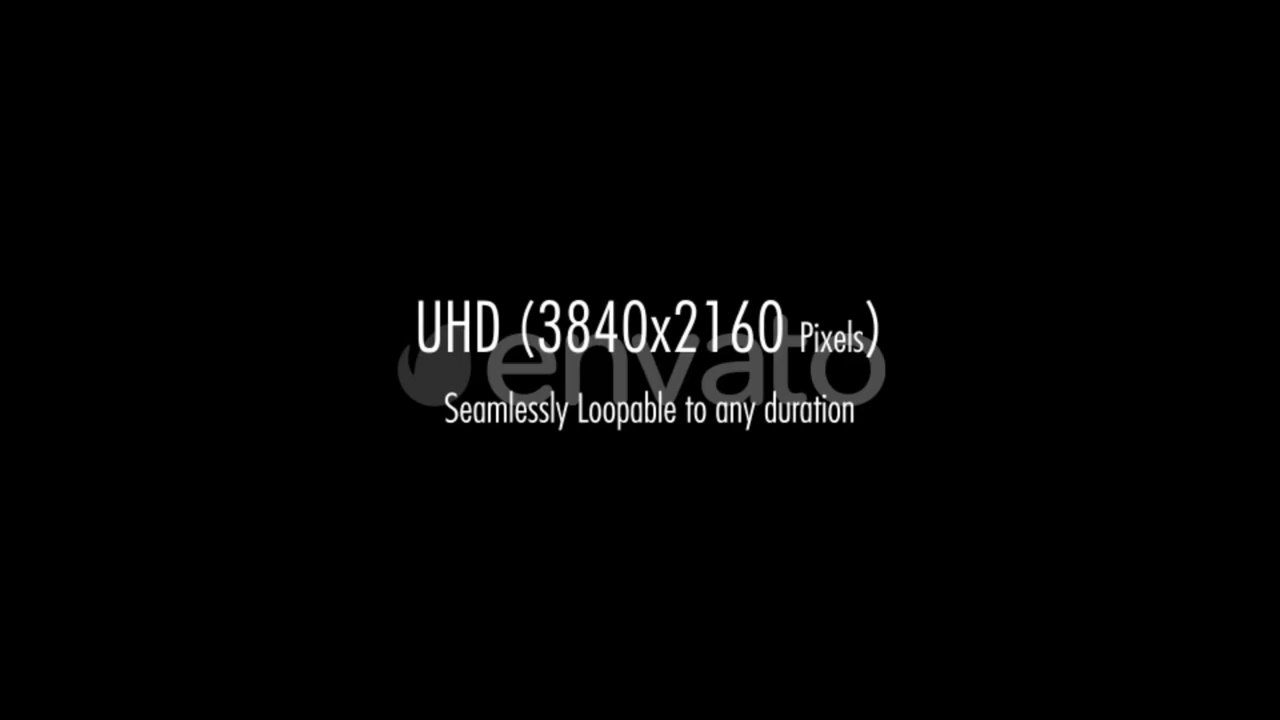 UHD (3840x2160 Pixels)
envato
Seamlessly Loopable to any duration